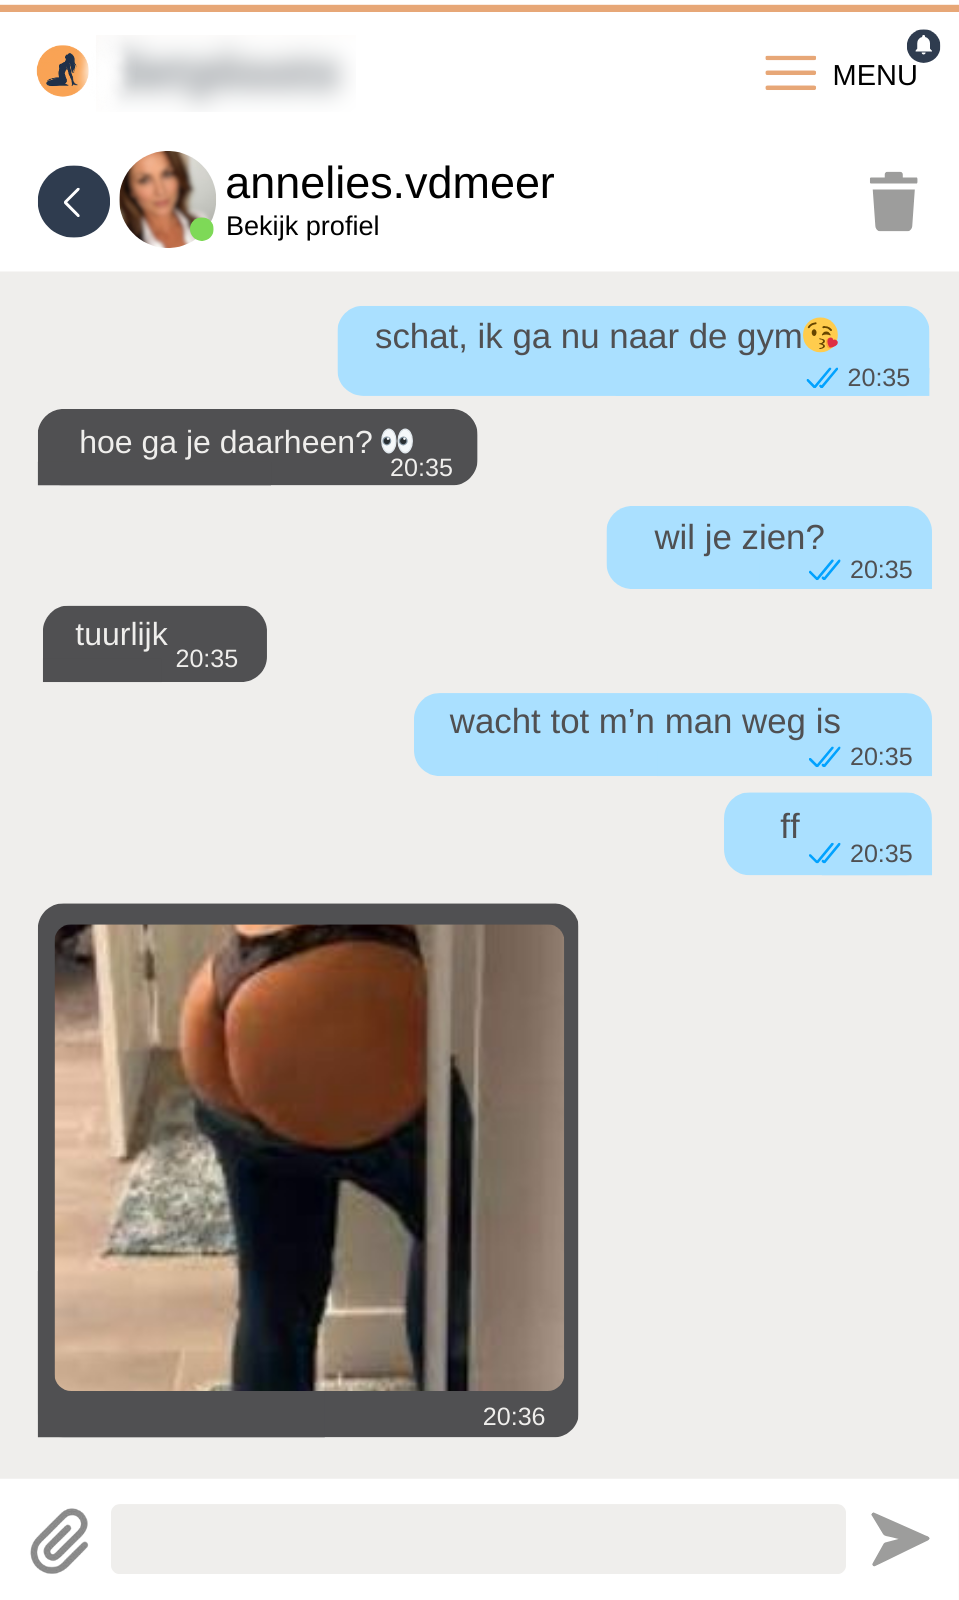 MENU
annelies.vdmeer
Bekijk profiel
schat, ik ga nu naar de gym😘
20:35
hoe ga je daarheen? 👀
20:35
wil je zien?
20:35
tuurlijk
20:35
wacht tot m’n man weg is
20:35
ff
20:35
20:36